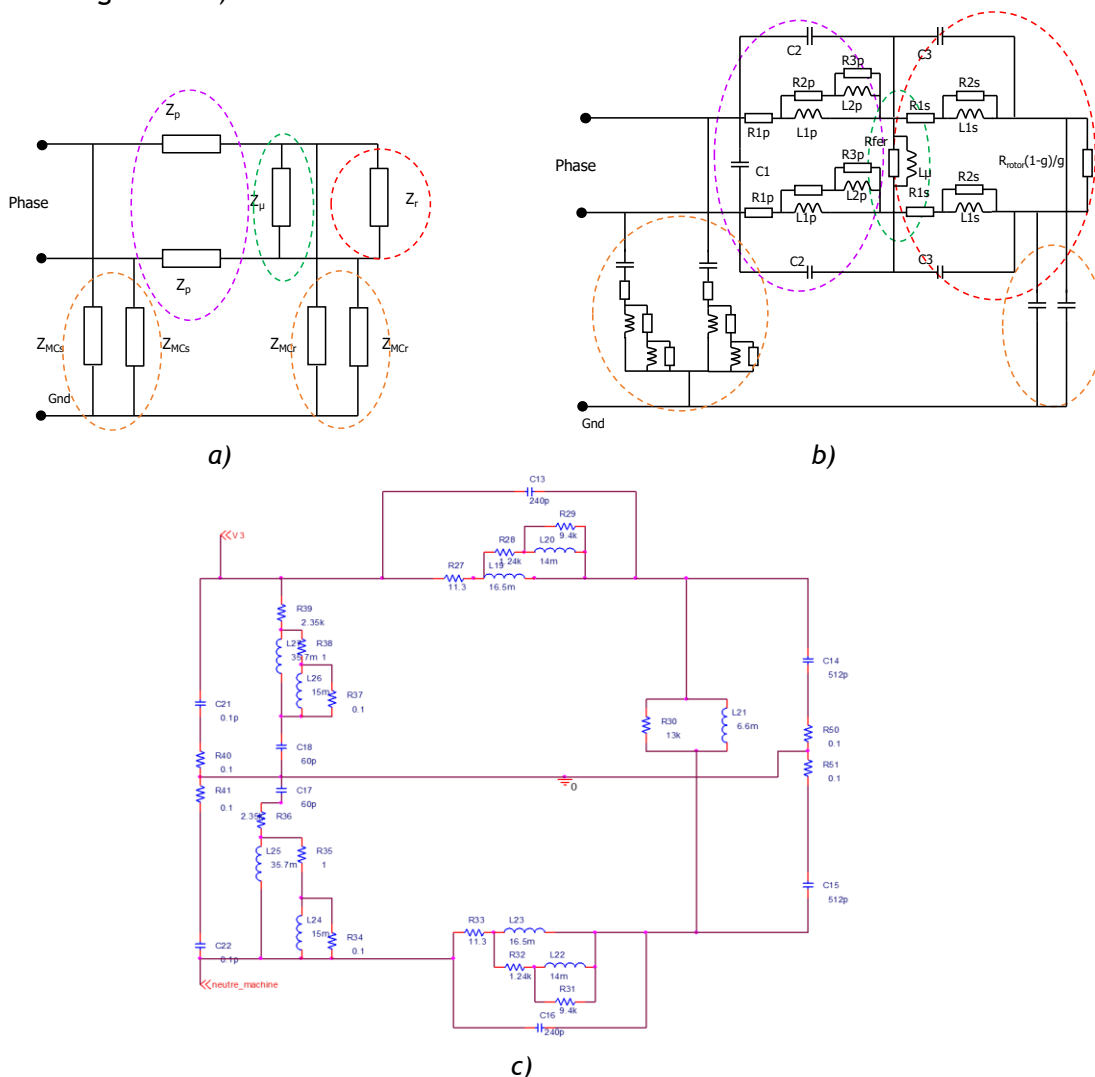 C2
C3
R3p
R2p
R2s
Zp
L2p
R1s
R1p
L1p
L1s
Rfer
C1
Rrotor(1-g)/g
Phase
Zµ
Zr
R3p
Lµ
Phase
R1s
R2s
R1p
L1p
L2p
L1s
Zp
C2
C3
ZMCs
ZMCs
ZMCr
ZMCr
Gnd
Gnd
a)
b)
C13
240p
V3
R29
9.4k
R28
L20
1.24k
14m
R27
L19
11.3
16.5m
R39
2.35k
R38
35.7m
1
L26
15m
R37
0.1
C14
512p
C21
0.1p
R30
13k
L21
6.6m
R50
0.1
C18
60p
R40
0.1
R51
0.1
0
R41
0.1
C17
60p
R36
L25
35.7m
R35
1
C15
512p
L24
15m
R34
0.1
R33
11.3
L23
16.5m
C22
0.1p
R32
1.24k
L22
14m
neutre_machine
R31
9.4k
C16
240p
c)